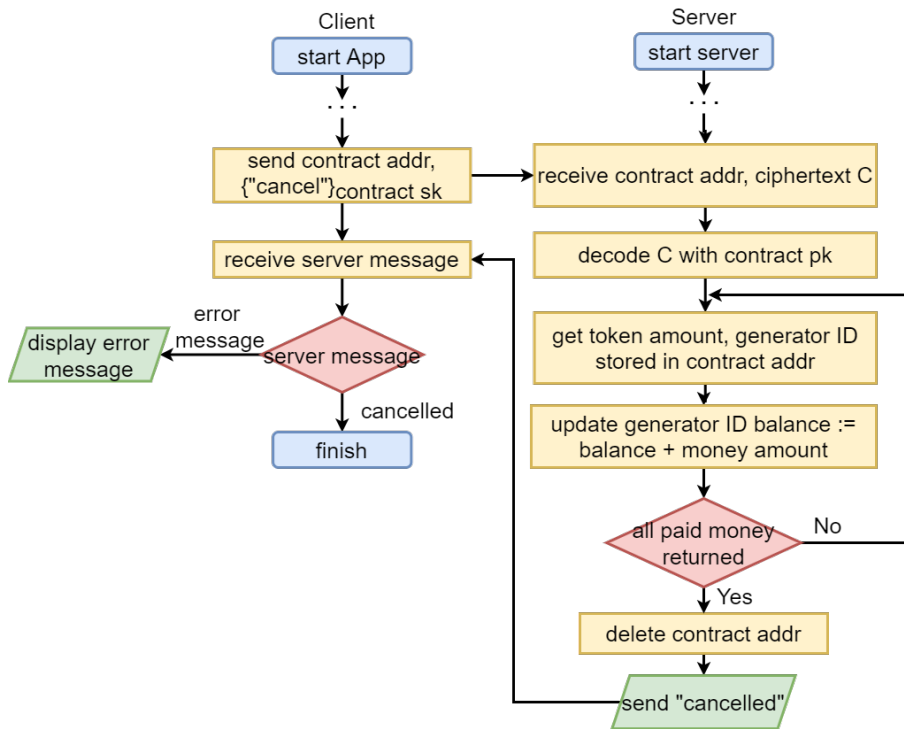 Client
start App
. . .
send contract addr,
{"cancel"}contract sk
receive server message
server message
error
message
display error
message
cancelled
finish
Server
start server
. . .
receive contract addr, ciphertext C
decode C with contract pk
get token amount, generator ID
stored in contract addr
update generator ID balance :=
balance + money amount
all paid money
returned
No
Yes
delete contract addr
send "cancelled"